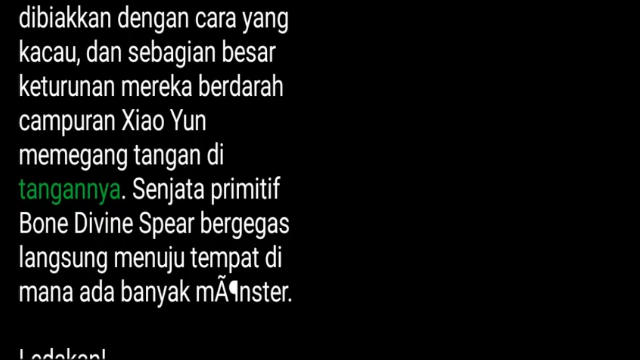 dibiakkan dengan cara yang
kacau, dan sebagian besar
keturunan mereka berdarah
campuran Xiao Yun
memegang tangan di
tangannya. Senjata primitif
Bone Divine Spear bergegas
langsung menuju tempat di
mana ada banyak mÃ¶nster.
Ledakan!